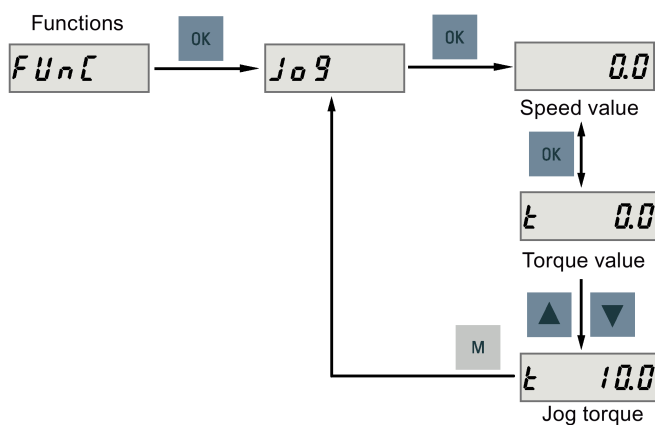 Functions
FUnC
OK
Jog
OK
0.0
Speed value
OK
t 0.0
Torque value
▲ ▼
M
t 10.0
Jog torque